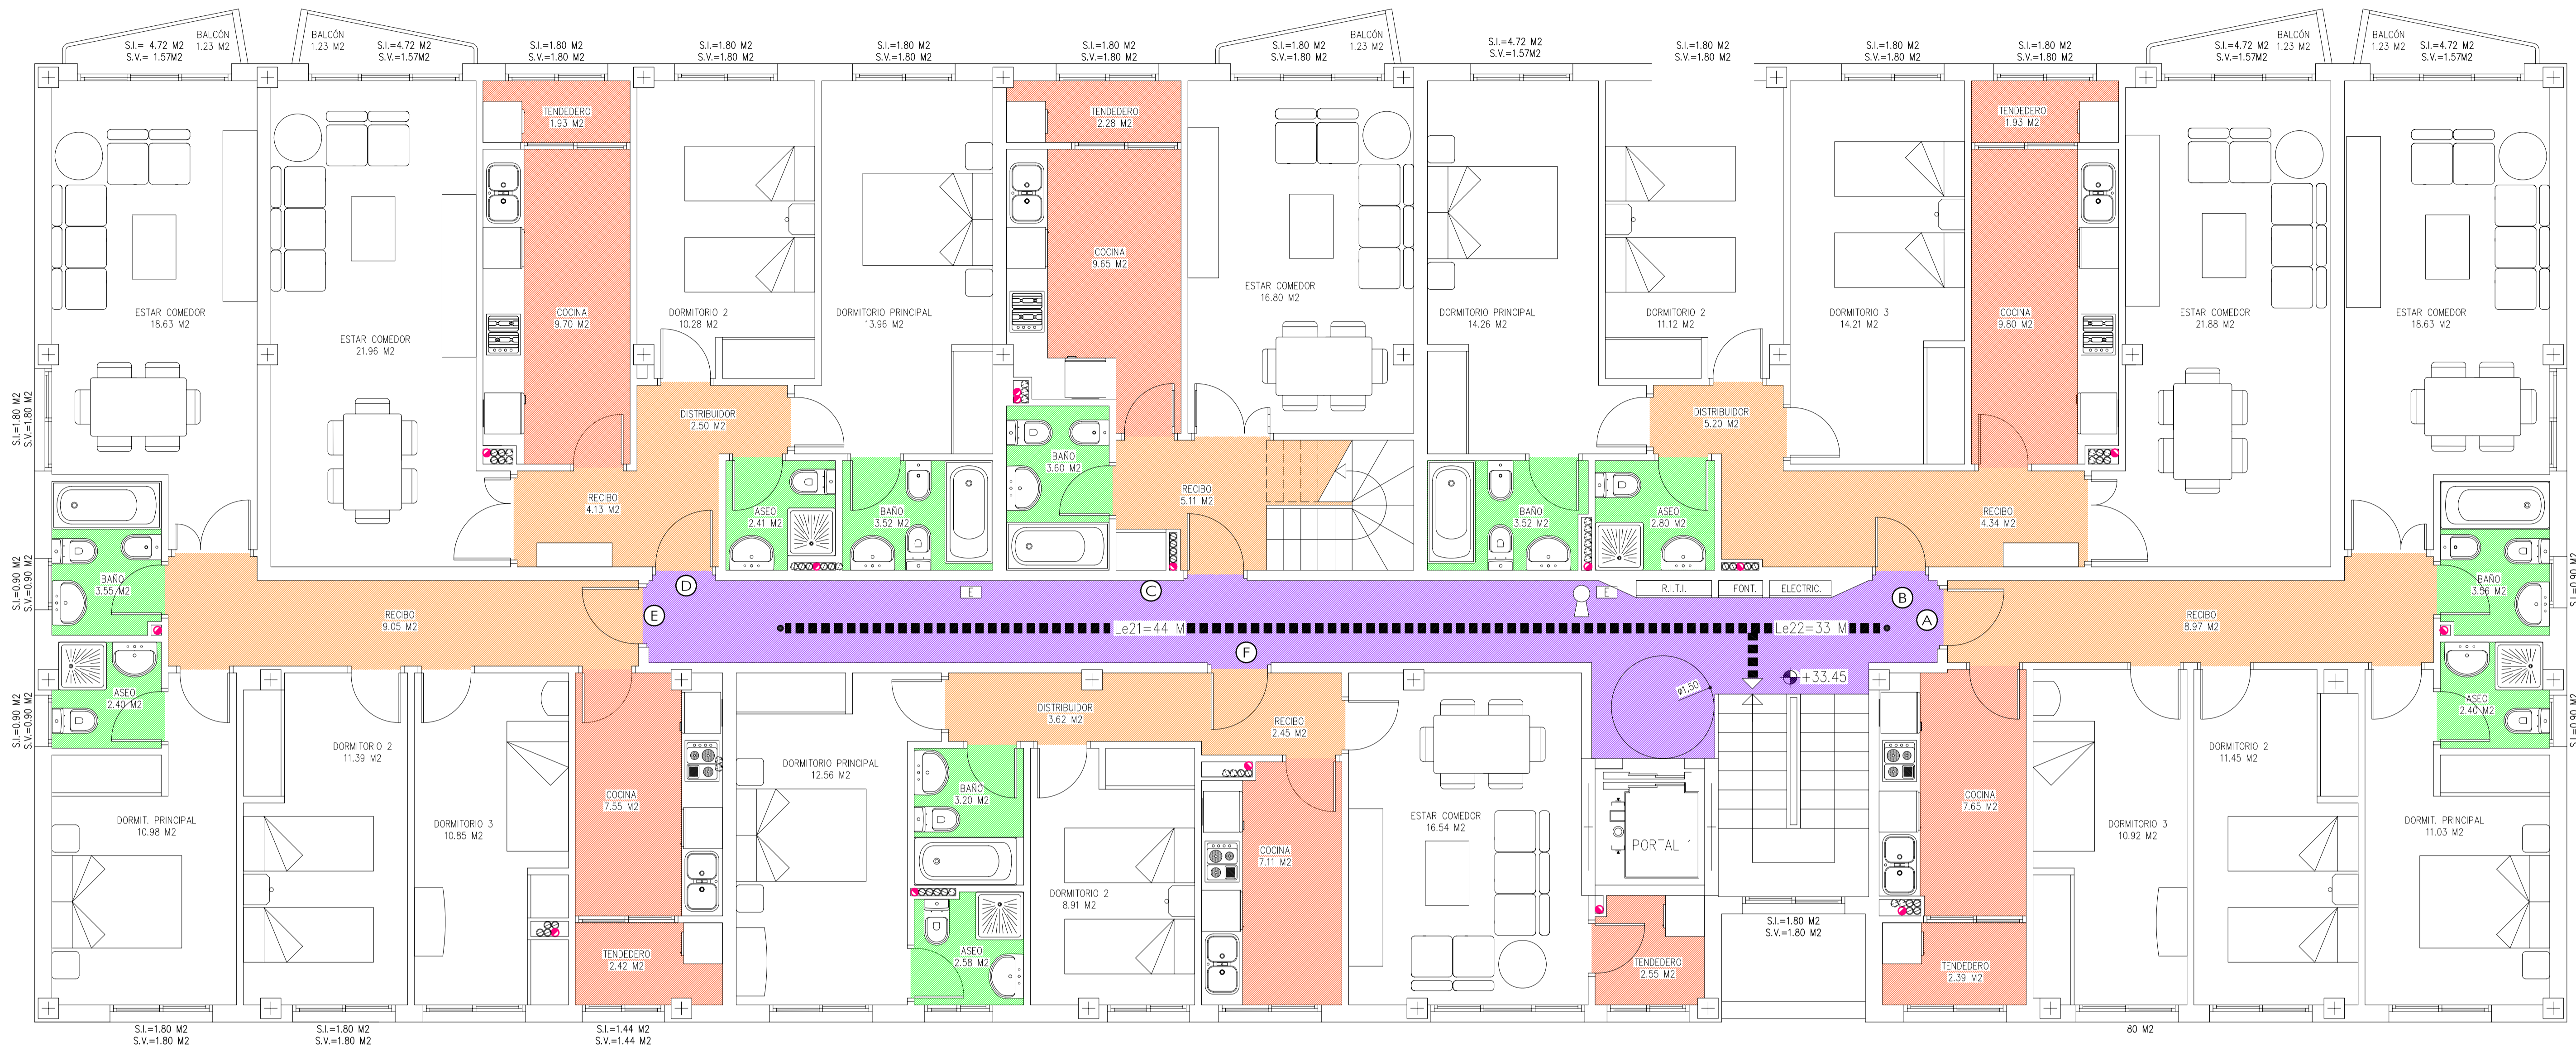 BALCÓN
1.23 M2
S.I.= 4.72 M2
S.V.= 1.57M2
BALCÓN
1.23 M2
S.I.=4.72 M2
S.V.=1.57M2
S.I.=1.80 M2
S.V.=1.80 M2
S.I.=1.80 M2
S.V.=1.80 M2
S.I.=1.80 M2
S.V.=1.80 M2
S.I.=1.80 M2
S.V.=1.80 M2
S.I.=1.80 M2
S.V.=1.80 M2
BALCÓN
1.23 M2
S.I.=4.72 M2
S.V.=1.57M2
S.I.=1.80 M2
S.V.=1.80 M2
S.I.=1.80 M2
S.V.=1.80 M2
S.I.=1.80 M2
S.V.=1.80 M2
S.I.=4.72 M2
S.V.=1.57M2
BALCÓN
1.23 M2
BALCÓN
1.23 M2
S.I.=4.72 M2
S.V.=1.57M2
TENDEDERO
1.93 M2
TENDEDERO
2.28 M2
TENDEDERO
1.93 M2
ESTAR COMEDOR
18.63 M2
ESTAR COMEDOR
21.96 M2
COCINA
9.70 M2
DORMITORIO 2
10.28 M2
DORMITORIO PRINCIPAL
13.96 M2
COCINA
9.65 M2
ESTAR COMEDOR
16.80 M2
DORMITORIO PRINCIPAL
14.26 M2
DORMITORIO 2
11.12 M2
DORMITORIO 3
14.21 M2
COCINA
9.80 M2
ESTAR COMEDOR
21.88 M2
ESTAR COMEDOR
18.63 M2
S.I.=1.80 M2
S.V.=1.80 M2
DISTRIBUIDOR
2.50 M2
DISTRIBUIDOR
5.20 M2
BAÑO
3.60 M2
RECIBO
4.13 M2
ASEO
2.41 M2
BAÑO
3.52 M2
RECIBO
5.11 M2
BAÑO
3.52 M2
ASEO
2.80 M2
RECIBO
4.34 M2
S.I.=0.90 M2
S.V.=0.90 M2
BAÑO
3.55 M2
BAÑO
3.56 M2
S.I.=0.90 M2
D
E
C
E
R.I.T.I.
FONT.
ELECTRIC.
B
A
RECIBO
9.05 M2
E
Le21=44 M
Le22=33 M
RECIBO
8.97 M2
F
+33.45
Ø1,50
S.I.=0.90 M2
S.V.=0.90 M2
ASEO
2.40 M2
DISTRIBUIDOR
3.62 M2
RECIBO
2.45 M2
ASEO
2.40 M2
S.I.=0.90 M2
DORMITORIO 2
11.39 M2
DORMITORIO PRINCIPAL
12.56 M2
DORMITORIO 2
11.45 M2
DORMIT. PRINCIPAL
10.98 M2
DORMITORIO 3
10.85 M2
COCINA
7.55 M2
BAÑO
3.20 M2
COCINA
7.11 M2
ESTAR COMEDOR
16.54 M2
PORTAL 1
COCINA
7.65 M2
DORMITORIO 3
10.92 M2
DORMIT. PRINCIPAL
11.03 M2
DORMITORIO 2
8.91 M2
S.I.=1.80 M2
S.V.=1.80 M2
TENDEDERO
2.42 M2
ASEO
2.58 M2
TENDEDERO
2.55 M2
TENDEDERO
2.39 M2
S.I.=1.80 M2
S.V.=1.80 M2
S.I.=1.80 M2
S.V.=1.80 M2
S.I.=1.44 M2
S.V.=1.44 M2
80 M2